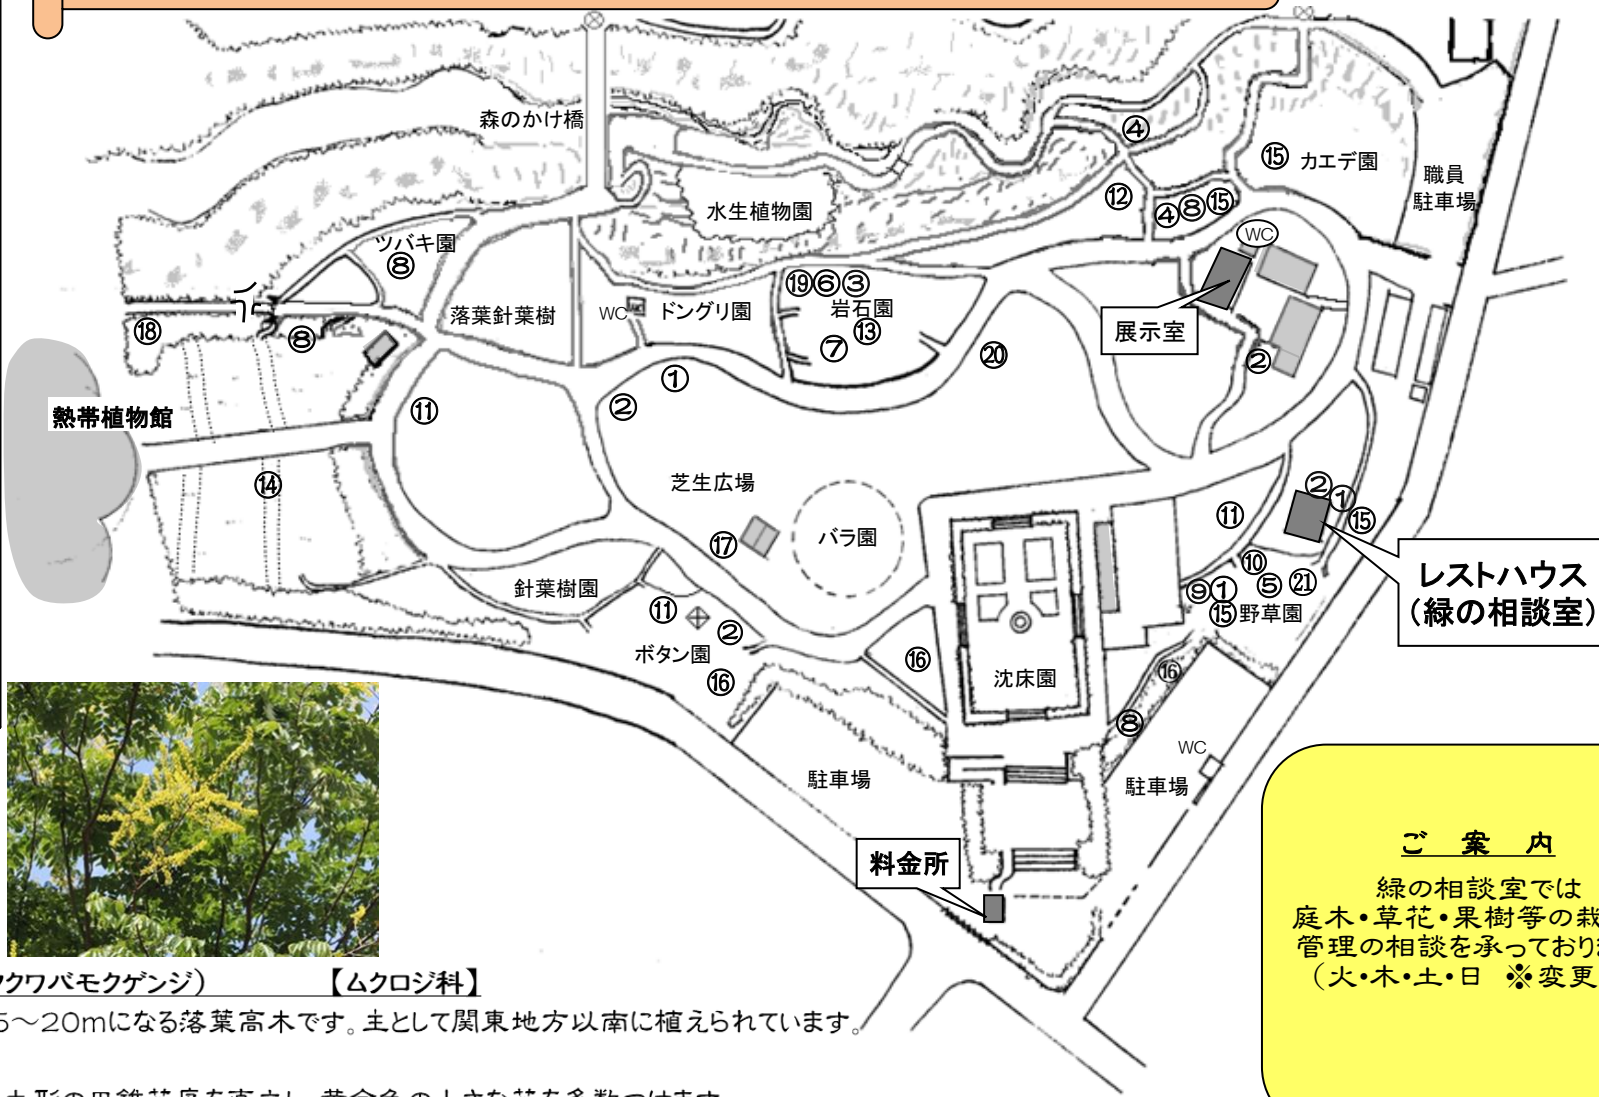 森のかけ橋
④
⑮ カエデ園
職員
駐車場
水生植物園
⑫
④⑧⑮
WC
ツバキ園
⑧
⑲⑥③
岩石園
⑬
⑦
落葉針葉樹
WC
ドングリ園
展示室
⑱
⑧
⑳
②
①
②
⑪
熱帯植物館
⑭
芝生広場
バラ園
⑰
⑪
②
①
⑮
レストハウス
(緑の相談室)
⑩
⑤
㉑
⑨①
⑮野草園
針葉樹園
⑪
②
ボタン園
⑯
⑯
沈床園
⑯
⑧
WC
駐車場
駐車場
料金所
ご 案 内
緑の相談室では
庭木・草花・果樹等の栽
管理の相談を承っており
(火・木・土・日 ※変更
クワバモクゲンジ) 【ムクロジ科】
5~20mになる落葉高木です。主として関東地方以南に植えられています。